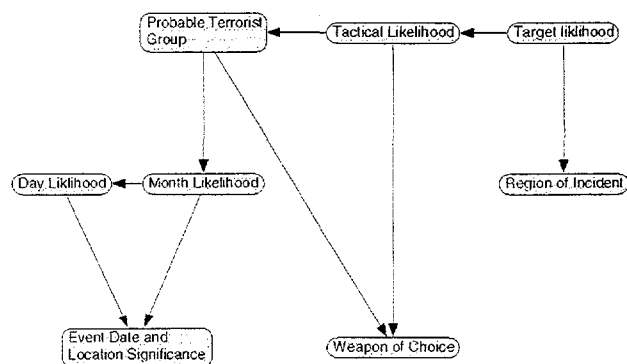 Probable Terrorist
Group
Tactical Likelihood
Target liklihood
Day Liklihood
Month Likelihood
Region of Incident
Event Date and
Location Significance
Weapon of Choice